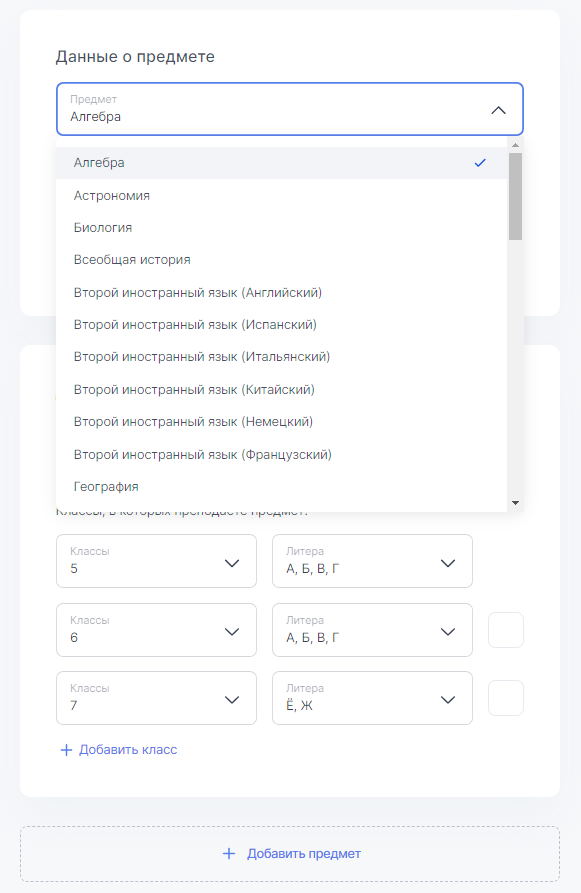 Данные о предмете
Предмет
Алгебра
Алгебра
Астрономия
Биология
Всеобщая история
Второй иностранный язык (Английский)
Второй иностранный язык (Испанский)
Второй иностранный язык (Итальянский)
Второй иностранный язык (Китайский)
Второй иностранный язык (Немецкий)
Второй иностранный язык (Французский)
География
Классы, в которых преподаете предмет:
Классы
5
Литера
А, Б, В, Г
Классы
6
Литера
А, Б, В, Г
Классы
7
Литера
Ё, Ж
+ Добавить класс
+ Добавить предмет